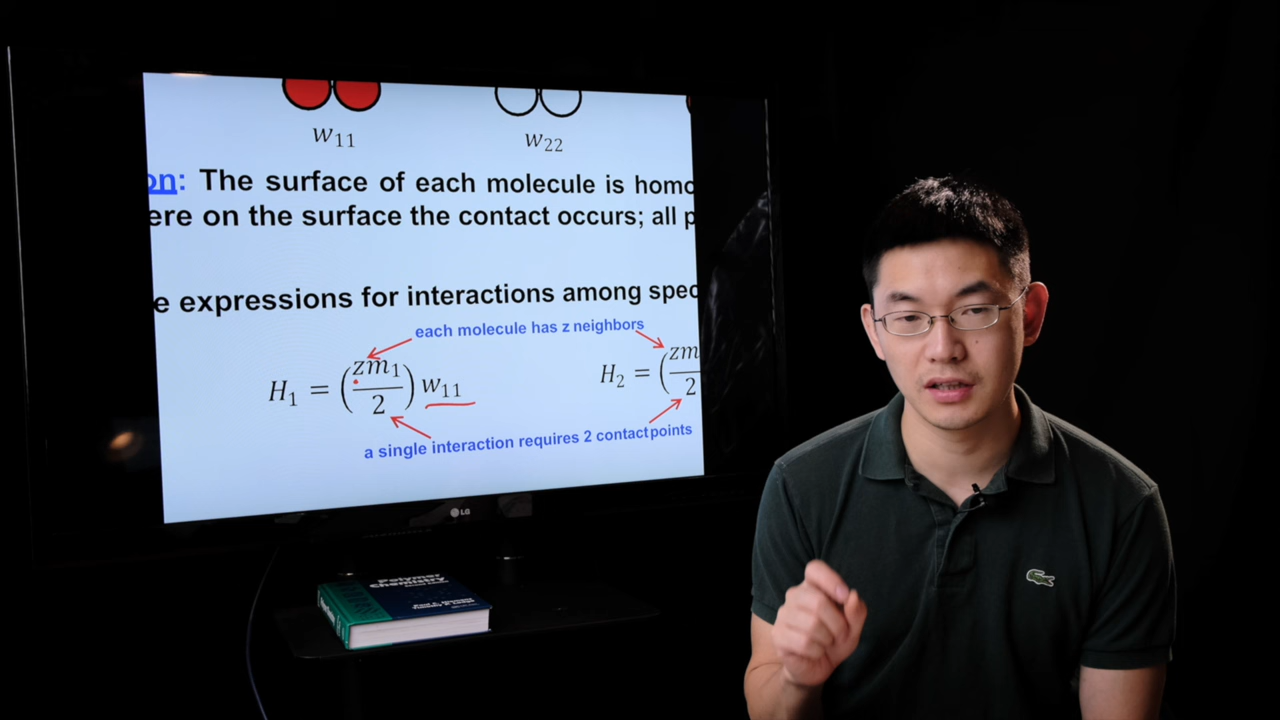 w₁₁ w₂₂
on: The surface of each molecule is homo
ere on the surface the contact occurs; all p
e expressions for interactions among spec
each molecule has z neighbors
H₁ = (zm₁/2) w₁₁ H₂ = (zm/2
a single interaction requires 2 contact points
LG
Polymer
Chemistry